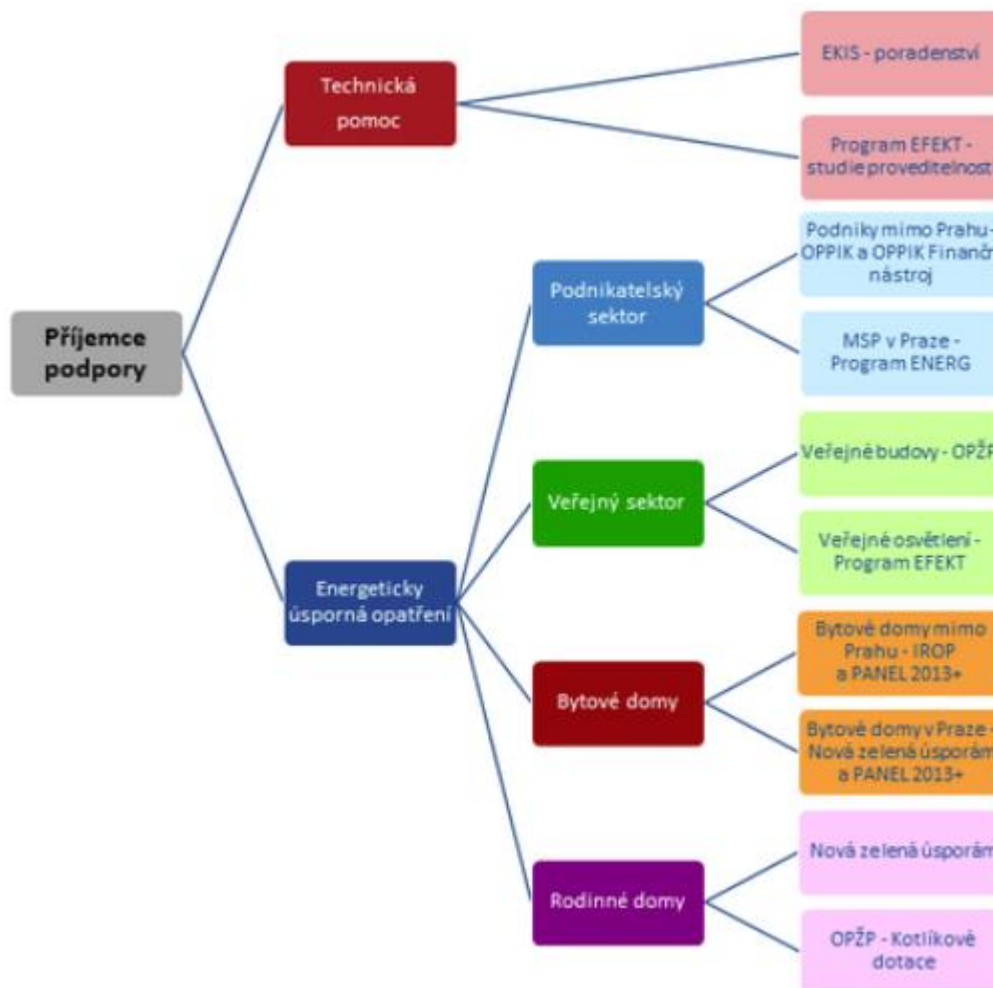 EKIS - poradenství
Technická
pomoc
Program EFEKT -
studie proveditelnost
Podniky mimo Prahu-
OPPIK a OPPIK Finančn
nástroj
Podnikatelský
sektor
MSP v Praze -
Program ENERG
Příjemce
podpory
Veřejné budovy - OPŽP
Veřejný sektor
Veřejné osvětlení -
Program EFEKT
Energeticky
úsporná opatření
Bytové domy mimo
Prahu - IROP
a PANEL 2013+
Bytové domy
Bytové domy v Praze -
Nová zelená úsporám
a PANEL 2013+
Nová zelená úsporám
Rodinné domy
OPŽP - Kotlíkové
dotace